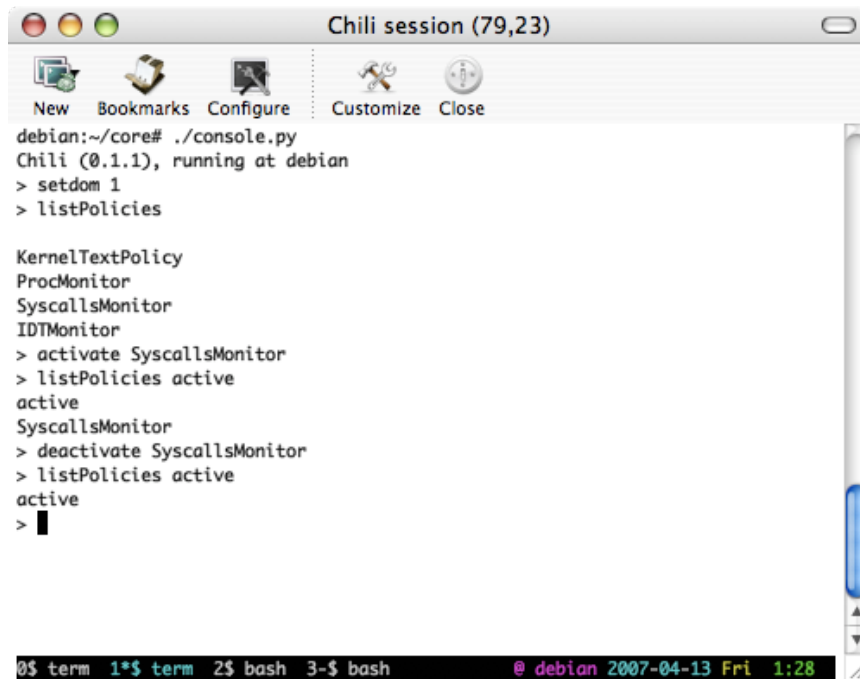 Chili session (79,23)
New Bookmarks Configure Customize Close
debian:~/core# ./console.py
Chili (0.1.1), running at debian
> setdom 1
> listPolicies
KernelTextPolicy
ProcMonitor
SyscallsMonitor
IDTMonitor
> activate SyscallsMonitor
> listPolicies active
active
SyscallsMonitor
> deactivate SyscallsMonitor
> listPolicies active
active
>
0$ term 1*$ term 2$ bash 3-$ bash @ debian 2007-04-13 Fri 1:28